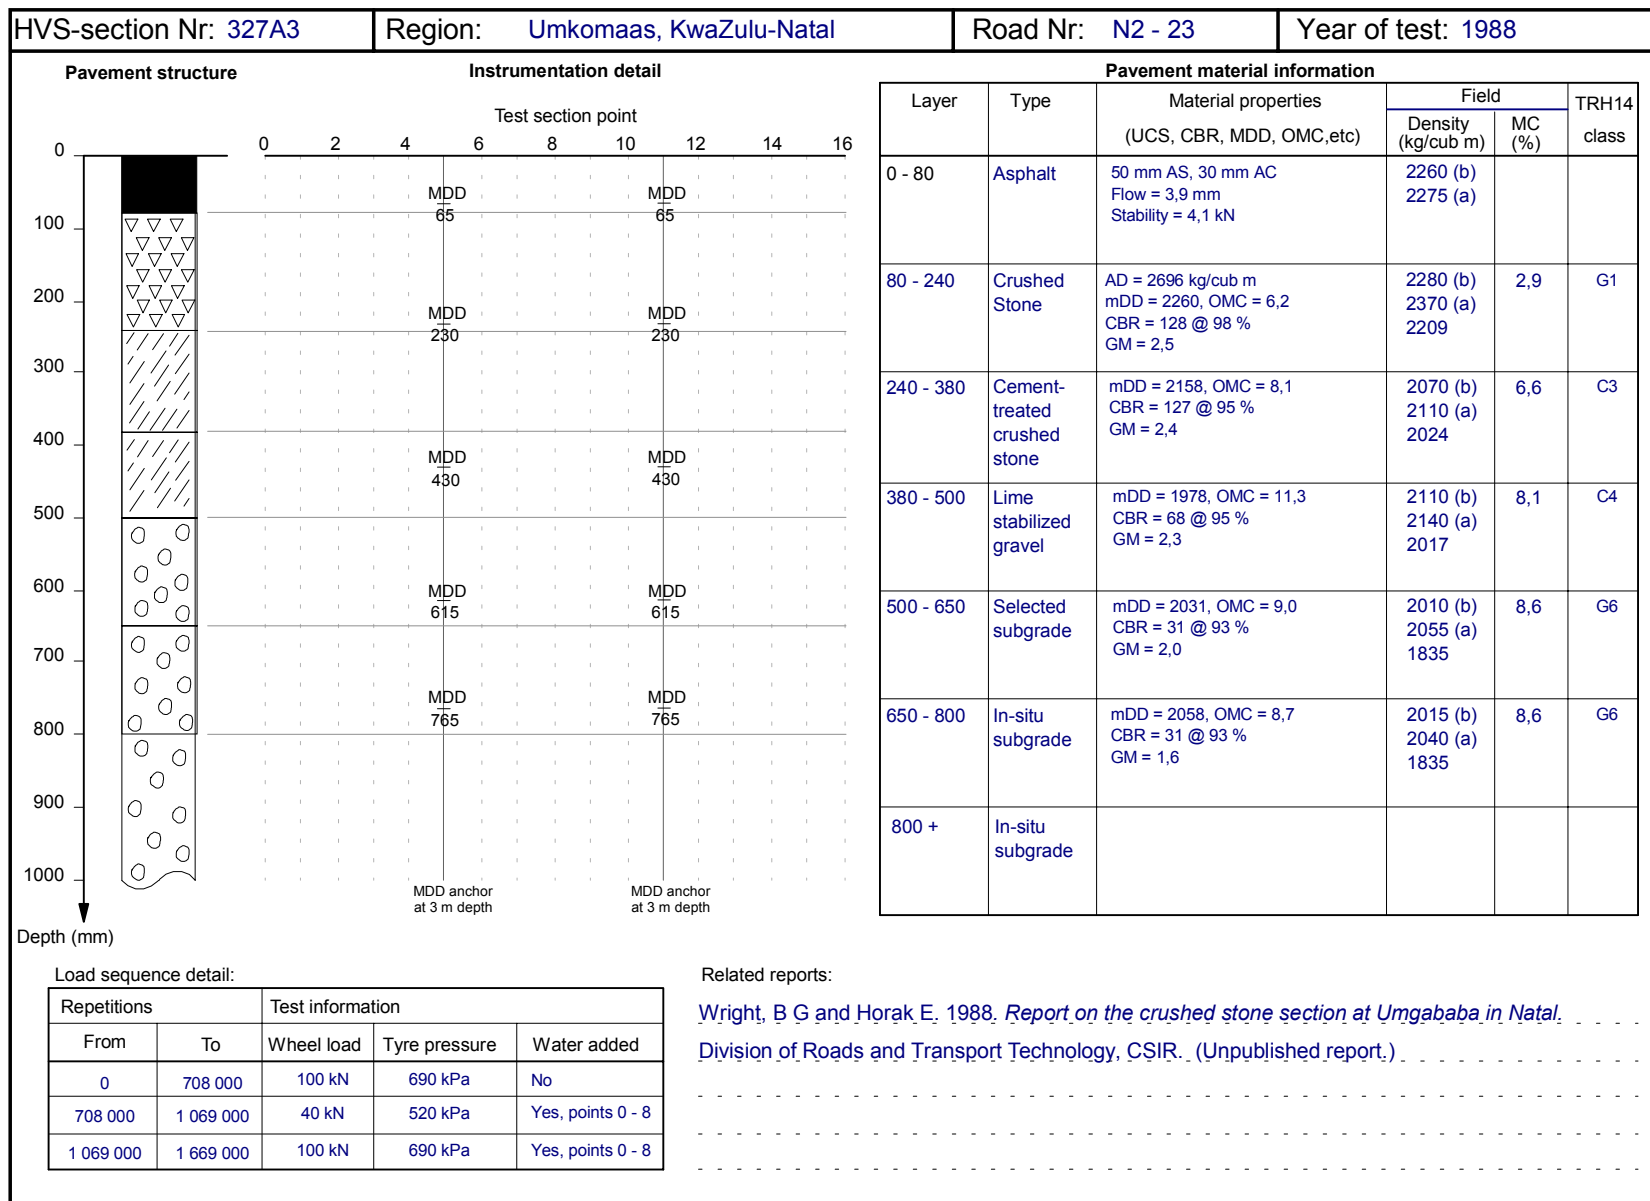 HVS-section Nr: 327A3 Region: Umkomaas, KwaZulu-Natal Road Nr: N2 - 23 Year of test: 1988
Pavement structure
0
100
200
300
400
500
600
700
800
900
1000
Depth (mm)
Instrumentation detail
Test section point
0 2 4 6 8 10 12 14 16
MDD MDD
65 65
MDD MDD
230 230
MDD MDD
430 430
MDD MDD
615 615
MDD MDD
765 765
MDD anchor MDD anchor
at 3 m depth at 3 m depth
Pavement material information
Layer Type Material properties Field TRH14
(UCS, CBR, MDD, OMC,etc) Density MC class
(kg/cub m) (%)
0 - 80 Asphalt 50 mm AS, 30 mm AC 2260 (b)
Flow = 3,9 mm 2275 (a)
Stability = 4,1 kN
80 - 240 Crushed AD = 2696 kg/cub m 2280 (b) 2,9 G1
Stone mDD = 2260, OMC = 6,2 2370 (a)
CBR = 128 @ 98 % 2209
GM = 2,5
240 - 380 Cement- mDD = 2158, OMC = 8,1 2070 (b) 6,6 C3
treated CBR = 127 @ 95 % 2110 (a)
crushed GM = 2,4 2024
stone
380 - 500 Lime mDD = 1978, OMC = 11,3 2110 (b) 8,1 C4
stabilized CBR = 68 @ 95 % 2140 (a)
gravel GM = 2,3 2017
500 - 650 Selected mDD = 2031, OMC = 9,0 2010 (b) 8,6 G6
subgrade CBR = 31 @ 93 % 2055 (a)
GM = 2,0 1835
650 - 800 In-situ mDD = 2058, OMC = 8,7 2015 (b) 8,6 G6
subgrade CBR = 31 @ 93 % 2040 (a)
GM = 1,6 1835
800 + In-situ
subgrade
Load sequence detail:
Repetitions Test information
From To Wheel load Tyre pressure Water added
0 708 000 100 kN 690 kPa No
708 000 1 069 000 40 kN 520 kPa Yes, points 0 - 8
1 069 000 1 669 000 100 kN 690 kPa Yes, points 0 - 8
Related reports:
Wright, B G and Horak E. 1988. Report on the crushed stone section at Umgababa in Natal.
Division of Roads and Transport Technology, CSIR. (Unpublished report.)